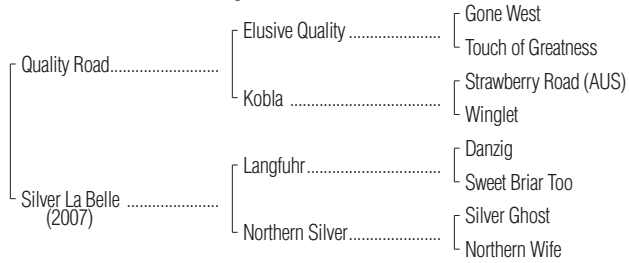 Gone West
Elusive Quality ....................
Touch of Greatness
Quality Road.......................
Strawberry Road (AUS)
Kobla .................................
Winglet
Danzig
Langfuhr.............................
Sweet Briar Too
Silver La Belle ...................
(2007)
Silver Ghost
Northern Silver....................
Northern Wife